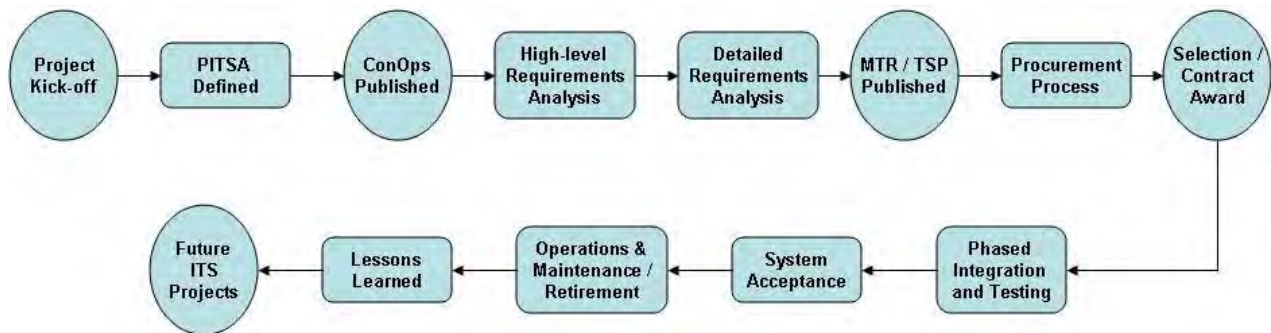 Project
Kick-off
PITSA
Defined
ConOps
Published
High-level
Requirements
Analysis
Detailed
Requirements
Analysis
MTR / TSP
Published
Procurement
Process
Selection /
Contract
Award
Future
ITS
Projects
Lessons
Learned
Operations &
Maintenance /
Retirement
System
Acceptance
Phased
Integration
and Testing